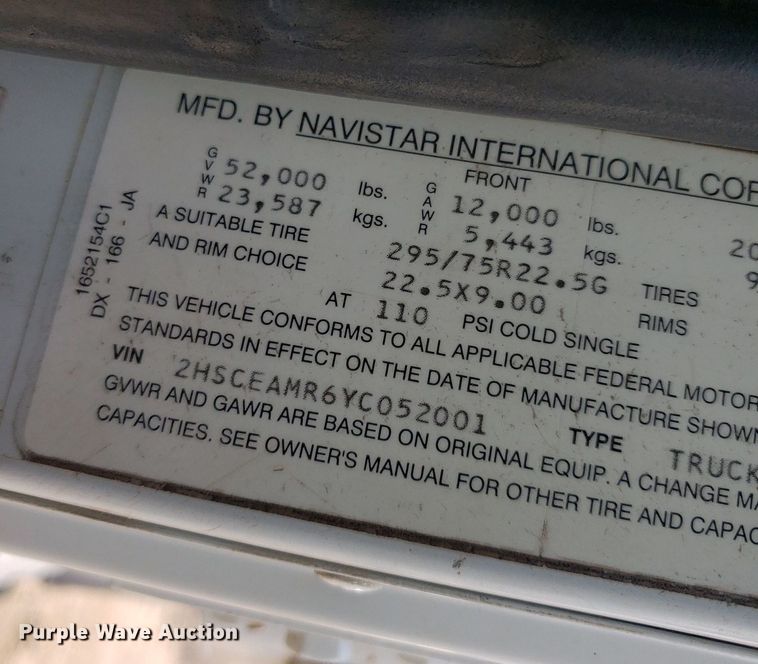 MFD. BY NAVISTAR INTERNATIONAL
GVWR 52,000 lbs. GAWR FRONT 12,000 lbs. 20
23,587 kgs. 5,443 kgs. 9
A SUITABLE TIRE 295/75R22.5G TIRES
AND RIM CHOICE 22.5X9.00 RIMS
AT 110 PSI COLD SINGLE
THIS VEHICLE CONFORMS TO ALL APPLICABLE FEDERAL MOTOR
STANDARDS IN EFFECT ON THE DATE OF MANUFACTURE SHOWN
VIN 2HSCEAMR6YC052001 TYPE TRUCK
GVWR AND GAWR ARE BASED ON ORIGINAL EQUIP. A CHANGE
CAPACITIES. SEE OWNER'S MANUAL FOR OTHER TIRE AND
1652154C1
DX - 166 - JA
Purple Wave Auction